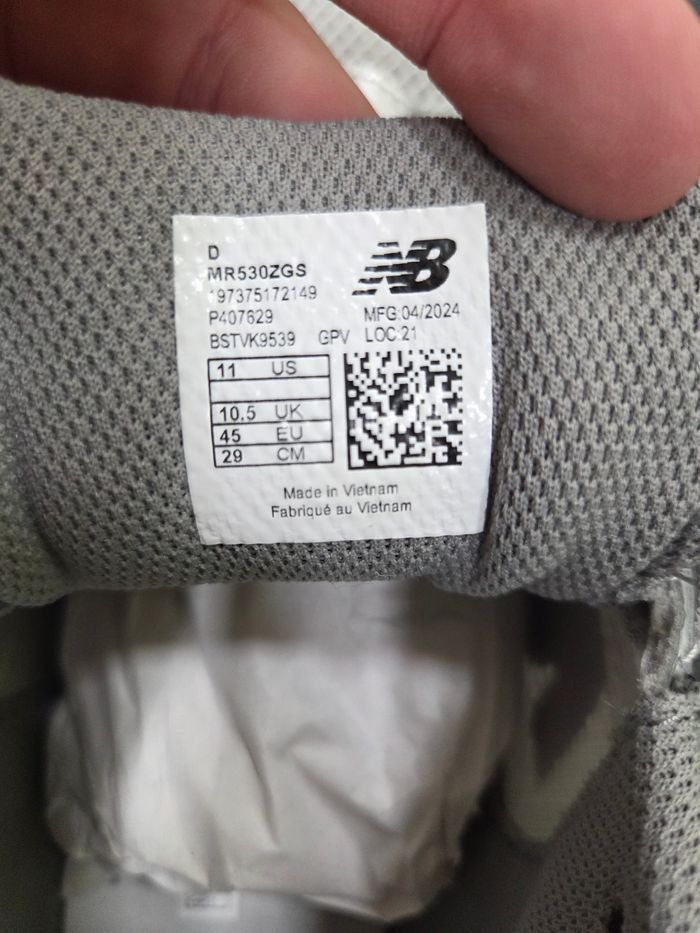 D
MR530ZGS
197375172149
P407629 MFG:04/2024
BSTVK9539 GPV LOC:21
NB
11 US
10.5 UK
45 EU
29 CM
Made in Vietnam
Fabriqué au Vietnam